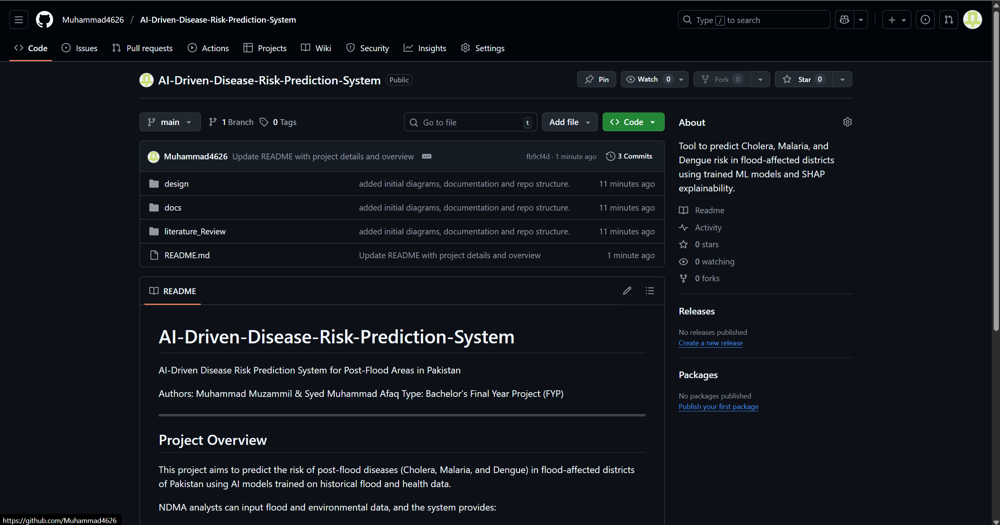 Muhammad4626 / AI-Driven-Disease-Risk-Prediction-System
Type / to search
Code Issues Pull requests Actions Projects Wiki Security Insights Settings
AI-Driven-Disease-Risk-Prediction-System Public
Pin Watch 0 Fork 0 Star 0
main 1 Branch 0 Tags Go to file t Add file Code
Muhammad4626 Update README with project details and overview fb9cf4d · 1 minute ago 3 Commits
design added initial diagrams, documentation and repo structure. 11 minutes ago
docs added initial diagrams, documentation and repo structure. 11 minutes ago
literature_Review added initial diagrams, documentation and repo structure. 11 minutes ago
README.md Update README with project details and overview 1 minute ago
README
AI-Driven-Disease-Risk-Prediction-System
AI-Driven Disease Risk Prediction System for Post-Flood Areas in Pakistan
Authors: Muhammad Muzammil & Syed Muhammad Afaq Type: Bachelor’s Final Year Project (FYP)
Project Overview
This project aims to predict the risk of post-flood diseases (Cholera, Malaria, and Dengue) in flood-affected districts
of Pakistan using AI models trained on historical flood and health data.
NDMA analysts can input flood and environmental data, and the system provides:
About
Tool to predict Cholera, Malaria, and
Dengue risk in flood-affected districts
using trained ML models and SHAP
explainability.
Readme
Activity
0 stars
0 watching
0 forks
Releases
No releases published
Create a new release
Packages
No packages published
Publish your first package
https://github.com/Muhammad4626